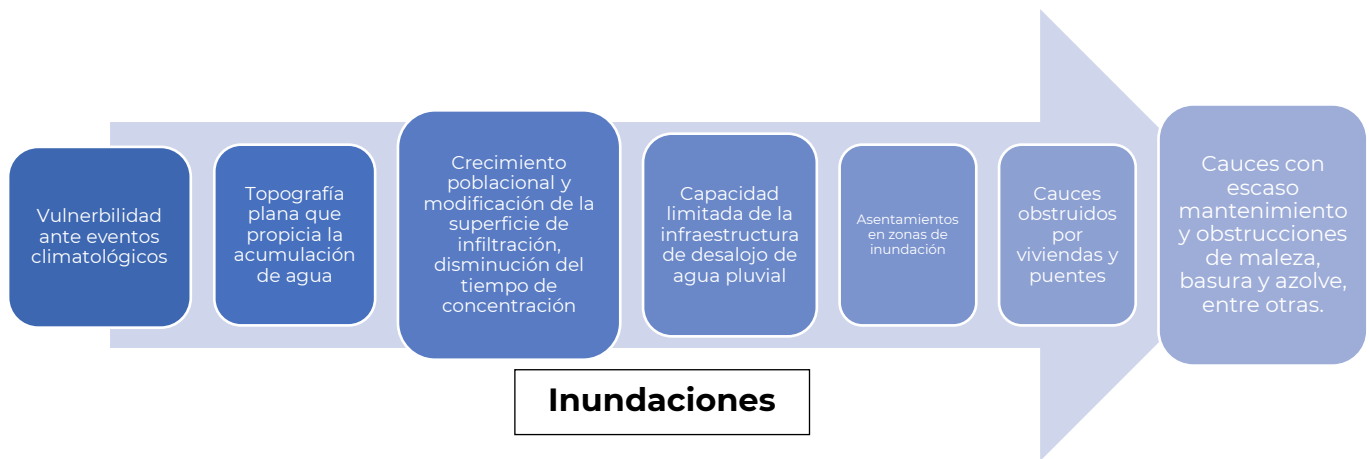 Vulnerbilidad
ante eventos
climatológicos
Topografía
plana que
propicia la
acumulación
de agua
Crecimiento
poblacional y
modificación de la
superficie de
infiltración,
disminución del
tiempo de
concentración
Capacidad
limitada de la
infraestructura
de desalojo de
agua pluvial
Asentamientos
en zonas de
inundación
Cauces
obstruidos
por
viviendas y
puentes
Cauces con
escaso
mantenimiento
y obstrucciones
de maleza,
basura y azolve,
entre otras.
Inundaciones